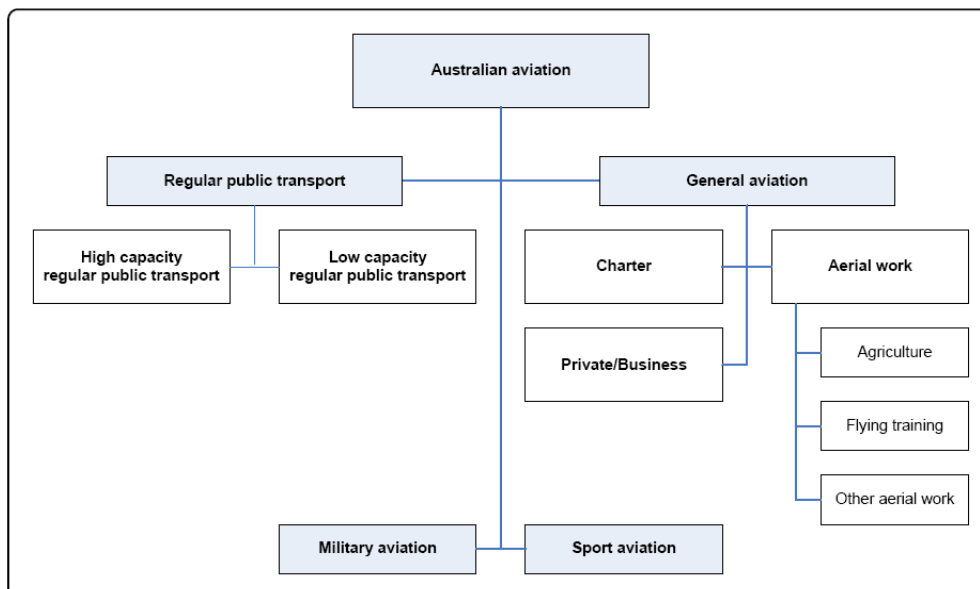 Australian aviation
Regular public transport
General aviation
High capacity
regular public transport
Low capacity
regular public transport
Charter
Aerial work
Private/Business
Agriculture
Flying training
Other aerial work
Military aviation
Sport aviation